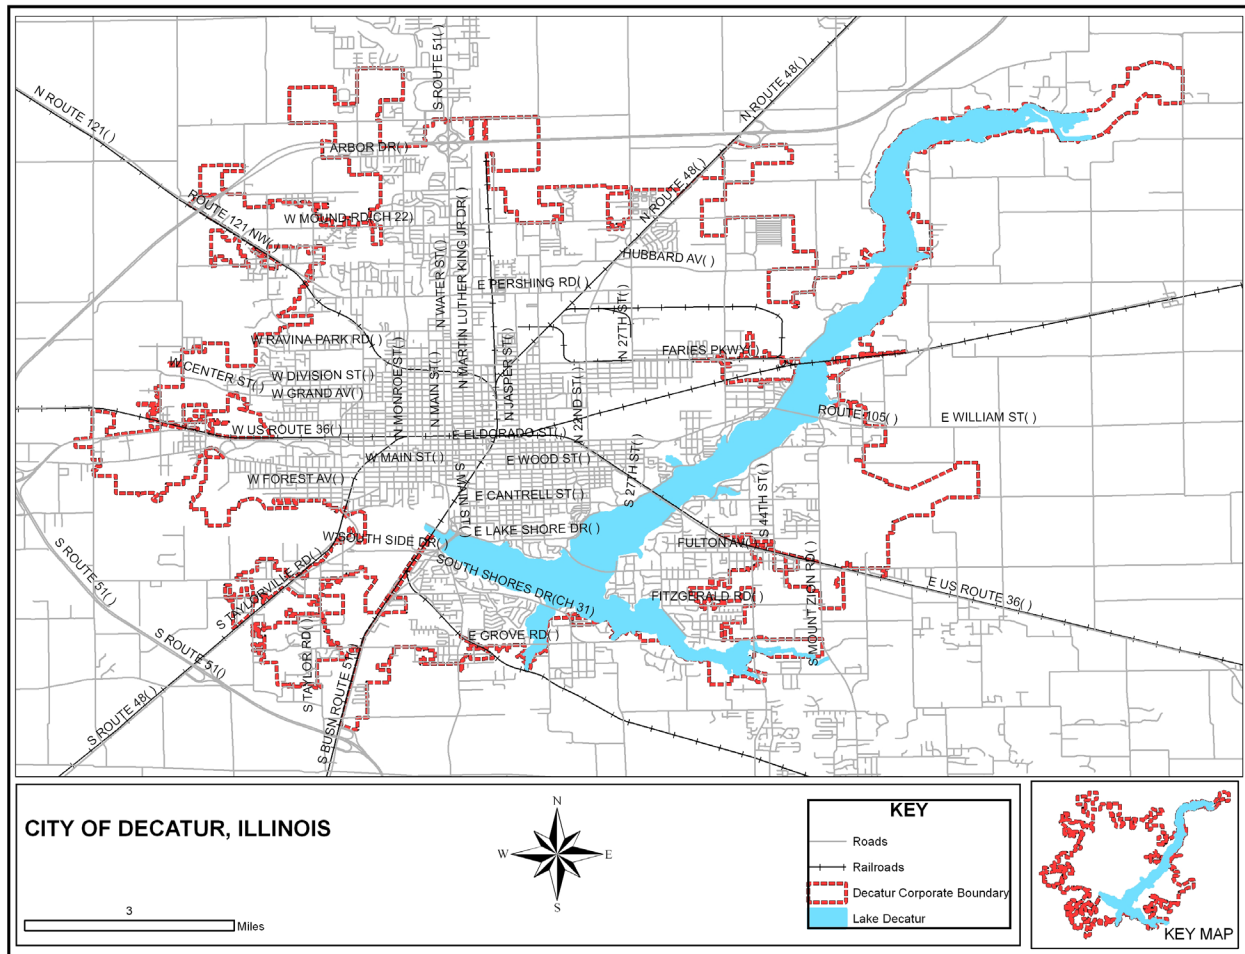 S ROUTE 51( )
N ROUTE 48( )
N ROUTE 121( )
ARBOR DR( )
N ROUTE 48( )
ROUTE 121 NW( )
W MOUND RD(CH 22)
N MARTIN LUTHER KING JR DR( )
N WATER ST( )
HUBBARD AV( )
E PERSHING RD( )
N 27TH ST( )
W RAVINA PARK RD( )
FARIES PKWY( )
W CENTER ST( )
W DIVISION ST( )
W GRAND AV( )
N MONROE ST( )
N MAIN ST( )
N JASPER ST( )
N 22ND ST( )
ROUTE 105( )
E WILLIAM ST( )
W US ROUTE 36( )
E ELDORADO ST( )
W MAIN ST( )
E WOOD ST( )
S 27TH ST( )
W FOREST AV( )
S MAIN ST( )
E CANTRELL ST( )
S 44TH ST( )
E LAKE SHORE DR( )
W SOUTH SIDE DR( )
FULTON AV( )
S ROUTE 51( )
S TAYLORVILLE RD( )
SOUTH SHORES DR(CH 31)
FITZGERALD RD( )
S MOUNT ZION RD( )
E US ROUTE 36( )
E GROVE RD( )
S ROUTE 51( )
S TAYLOR RD( )
S BUSN ROUTE 51( )
S ROUTE 48( )
CITY OF DECATUR, ILLINOIS
3
Miles
N
W
E
S
KEY
Roads
Railroads
Decatur Corporate Boundary
Lake Decatur
KEY MAP